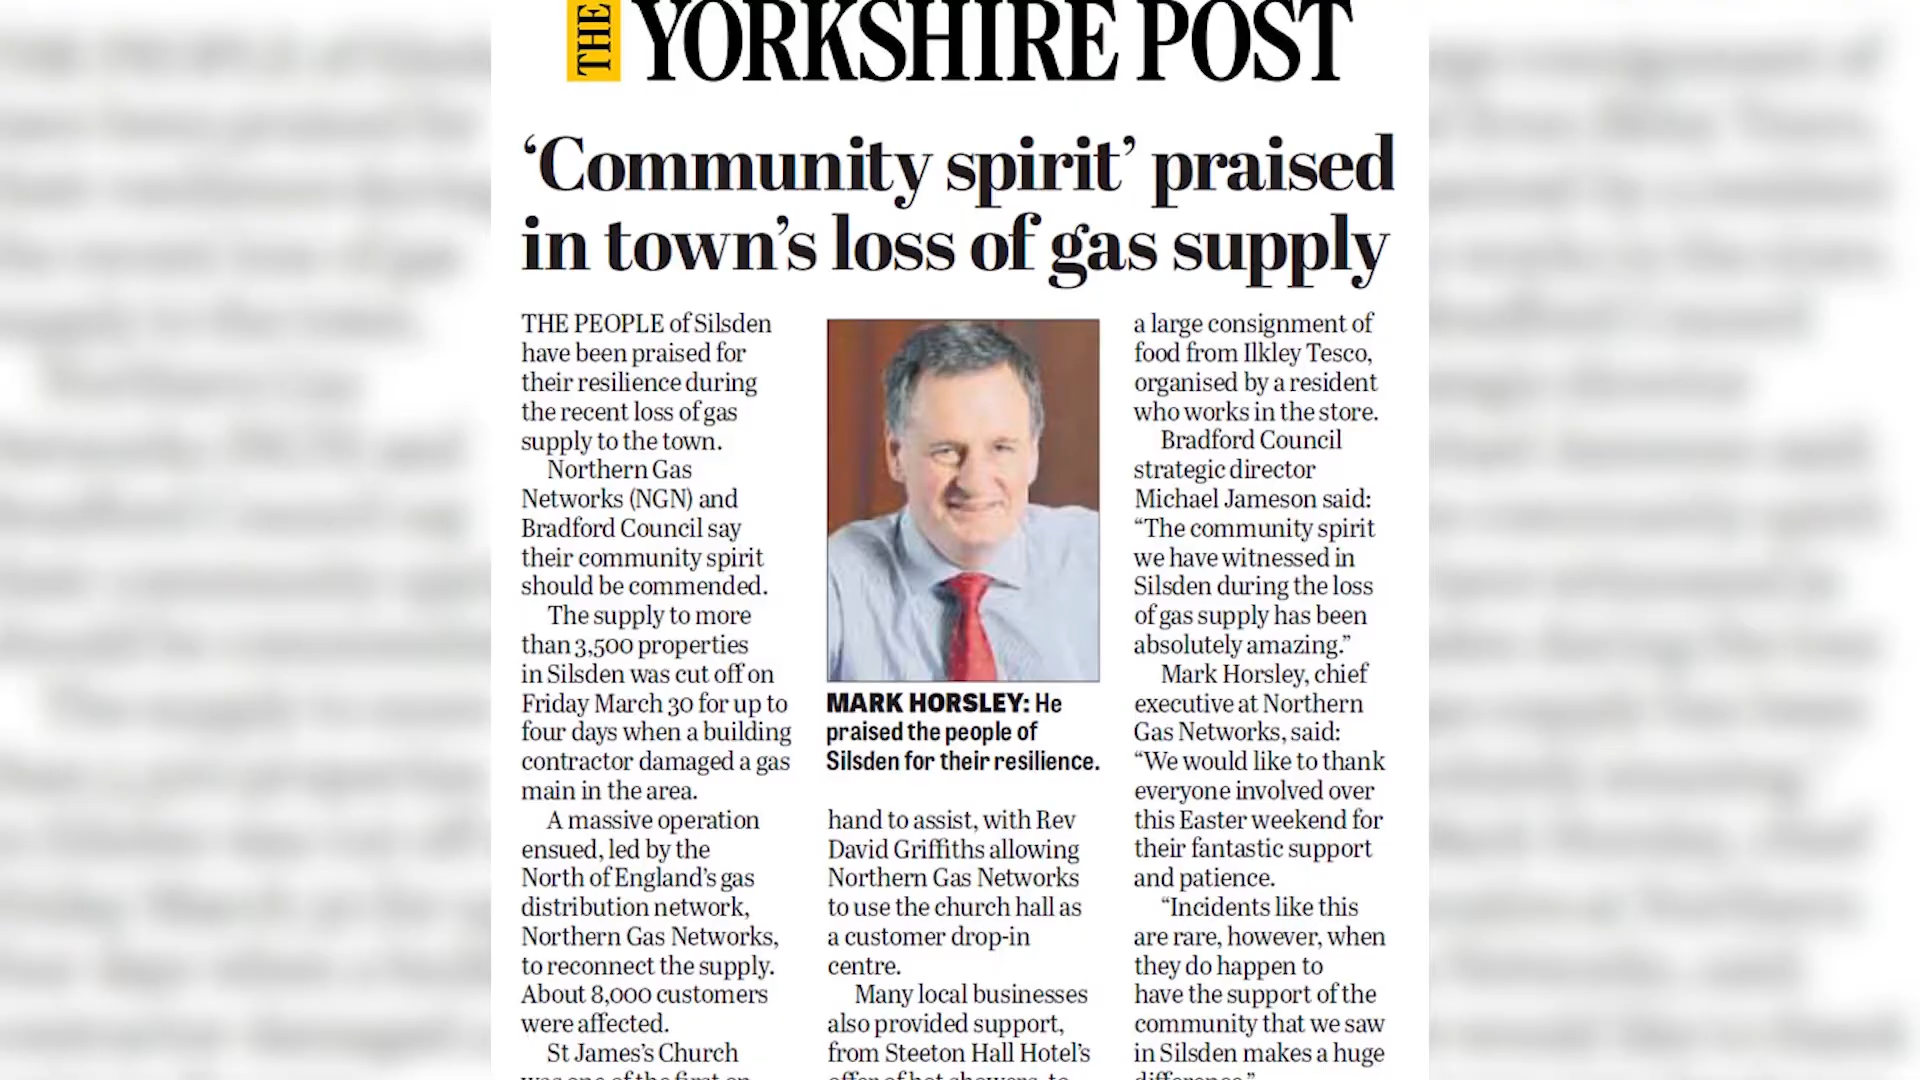 THE YORKSHIRE POST
‘Community spirit’ praised
in town’s loss of gas supply
THE PEOPLE of Silsden
have been praised for
their resilience during
the recent loss of gas
supply to the town.
Northern Gas
Networks (NGN) and
Bradford Council say
their community spirit
should be commended.
The supply to more
than 3,500 properties
in Silsden was cut off on
Friday March 30 for up to
four days when a building
contractor damaged a gas
main in the area.
A massive operation
ensued, led by the
North of England’s gas
distribution network,
Northern Gas Networks,
to reconnect the supply.
About 8,000 customers
were affected.
St James’s Church
was one of the first on
MARK HORSLEY: He
praised the people of
Silsden for their resilience.
hand to assist, with Rev
David Griffiths allowing
Northern Gas Networks
to use the church hall as
a customer drop-in
centre.
Many local businesses
also provided support,
from Steeton Hall Hotel’s
offer of hot showers, to
a large consignment of
food from Ilkley Tesco,
organised by a resident
who works in the store.
Bradford Council
strategic director
Michael Jameson said:
“The community spirit
we have witnessed in
Silsden during the loss
of gas supply has been
absolutely amazing.”
Mark Horsley, chief
executive at Northern
Gas Networks, said:
“We would like to thank
everyone involved over
this Easter weekend for
their fantastic support
and patience.
“Incidents like this
are rare, however, when
they do happen to
have the support of the
community that we saw
in Silsden makes a huge
difference.”